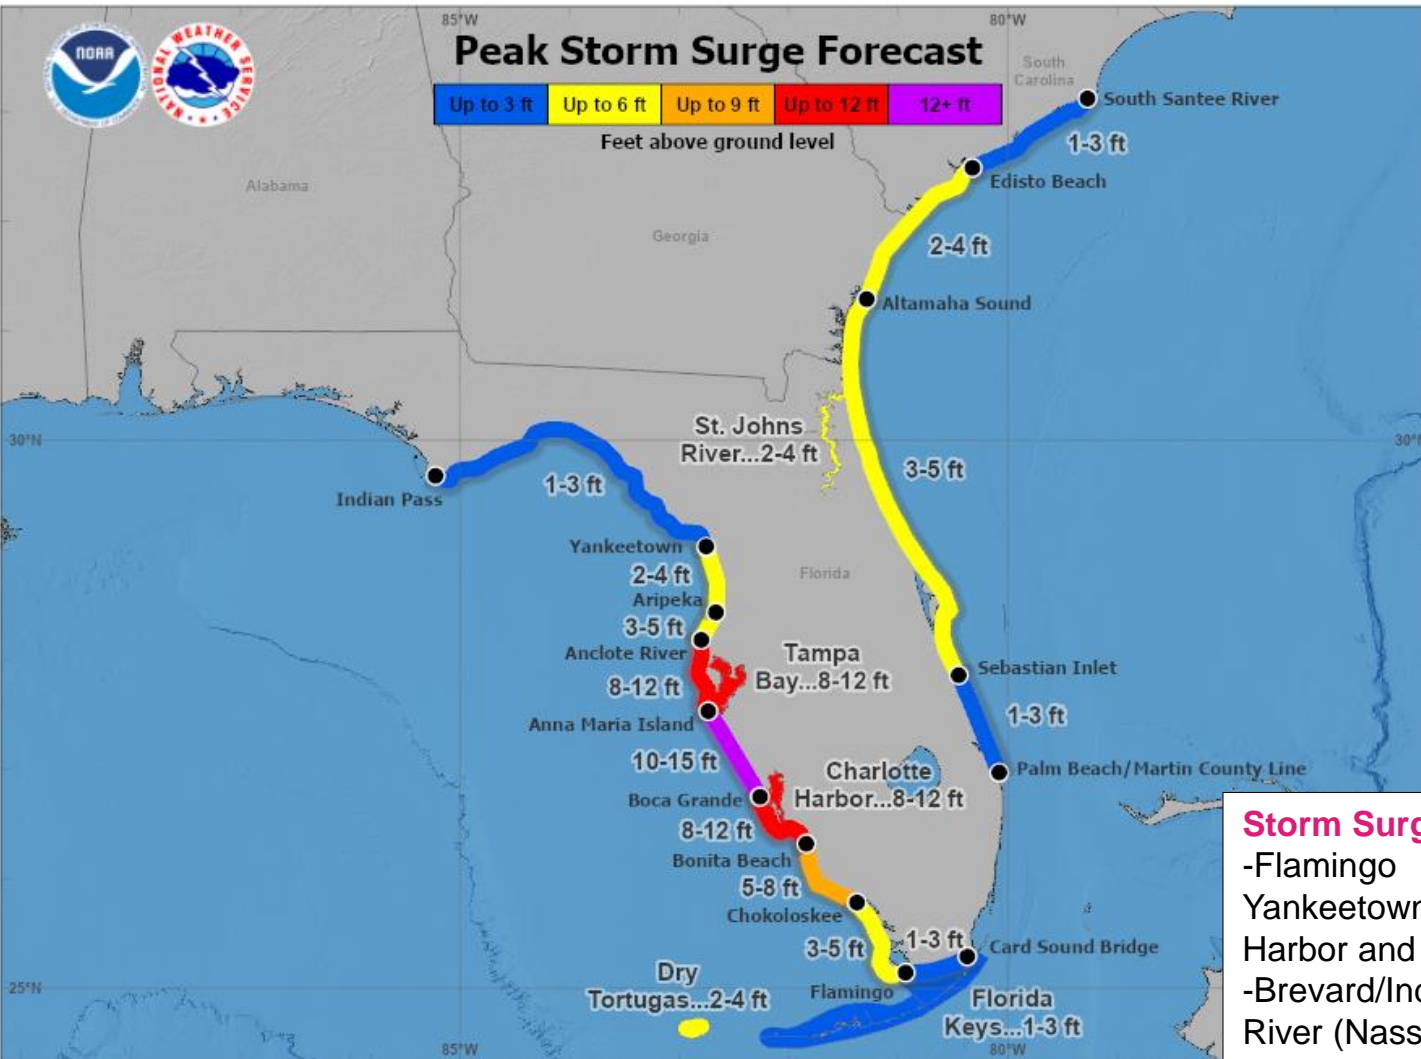 85°W
80°W
NOAA
NATIONAL WEATHER SERVICE
Peak Storm Surge Forecast
Up to 3 ft
Up to 6 ft
Up to 9 ft
Up to 12 ft
12+ ft
Feet above ground level
South
Carolina
South Santee River
1-3 ft
Edisto Beach
Alabama
Georgia
2-4 ft
Altamaha Sound
30°N
St. Johns
River...2-4 ft
30°N
3-5 ft
1-3 ft
Indian Pass
Yankeetown
2-4 ft
Florida
Aripeka
3-5 ft
Anclote River
Tampa
Bay...8-12 ft
8-12 ft
Sebastian Inlet
Anna Maria Island
1-3 ft
10-15 ft
Charlotte
Harbor...8-12 ft
Palm Beach/Martin County Line
Boca Grande
8-12 ft
Bonita Beach
5-8 ft
Chokoloskee
3-5 ft
1-3 ft
Card Sound Bridge
Dry
Tortugas...2-4 ft
25°N
Flamingo
Florida
Keys...1-3 ft
85°W
80°W
Storm Surg
-Flamingo
Yankeetown
Harbor and
-Brevard/Ind
River (Nass